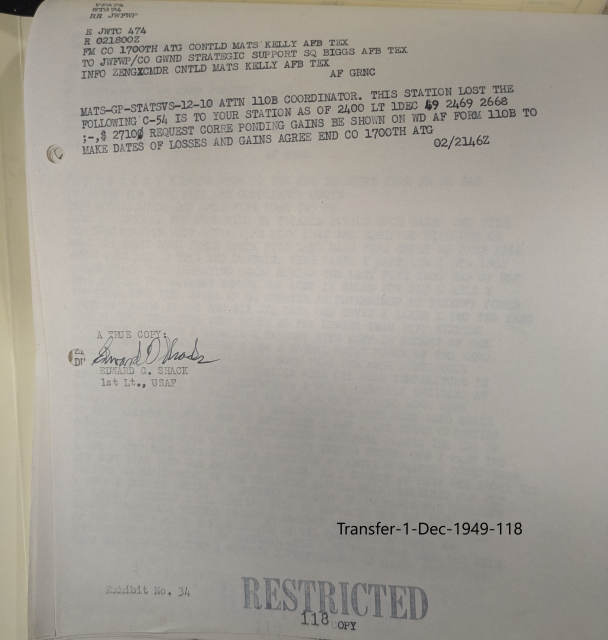 RR JWFWP
E JWTC 474
R 021800Z
FM CO 1700TH ATG CONTLD MATS KELLY AFB TEX
TO JWFWP/CO GWND STRATEGIC SUPPORT SQ BIGGS AFB TEX
INFO ZENGXCMDR CNTLD MATS KELLY AFB TEX
AF GRNC
MATS-GP-STATSVS-12-10 ATTN 110B COORDINATOR. THIS STATION LOST THE
FOLLOWING C-54 IS TO YOUR STATION AS OF 2400 LT 1DEC 49 2469 2668
;-,$ 2710$ REQUEST CORRE PONDING GAINS BE SHOWN ON WD AF FORM 110B TO
MAKE DATES OF LOSSES AND GAINS AGREE END CO 1700TH ATG
02/2146Z
A TRUE COPY:
EDWARD G. SHACK
1st Lt., USAF
Transfer-1-Dec-1949-118
Exhibit No. 34
RESTRICTED
118 COPY